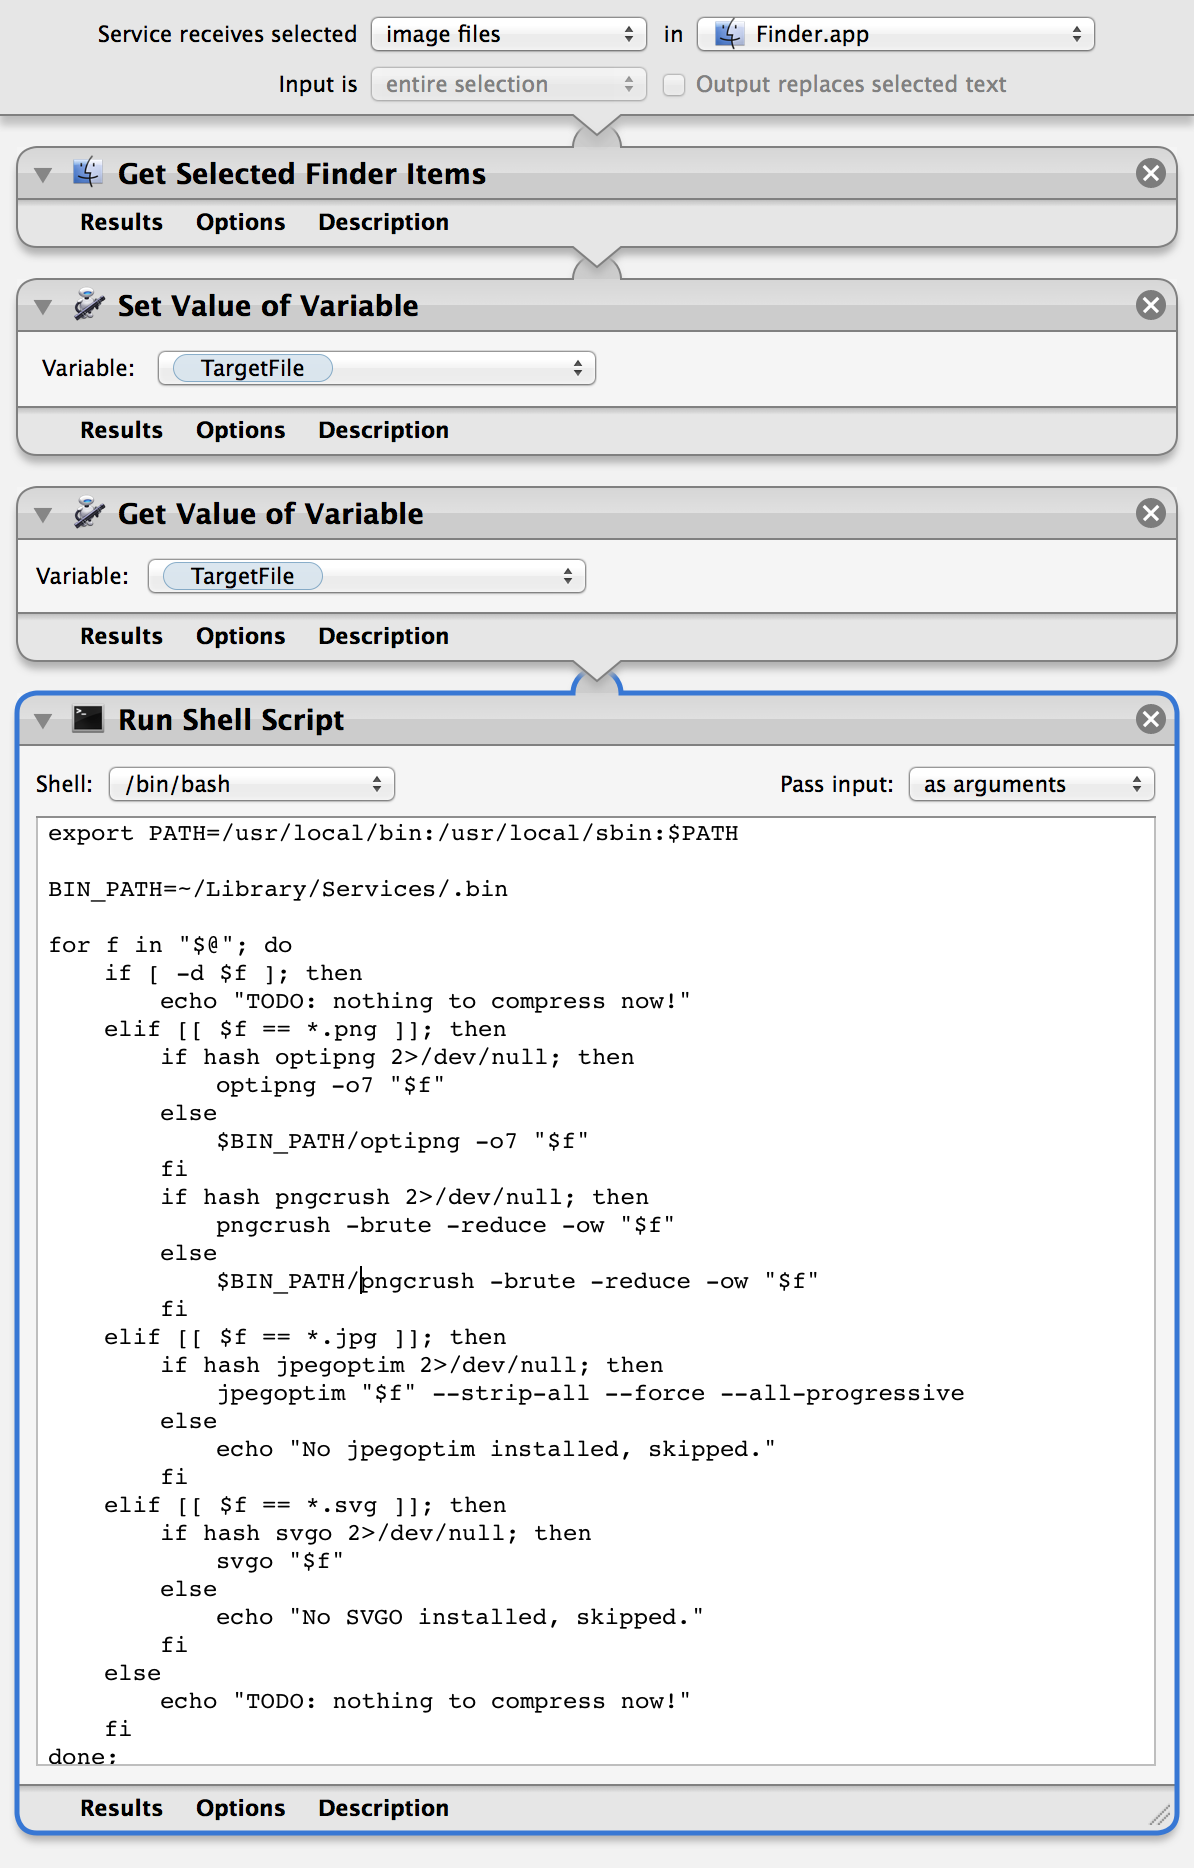 Service receives selected image files in Finder.app
Input is entire selection Output replaces selected text
Get Selected Finder Items
Results Options Description
Set Value of Variable
Variable: TargetFile
Results Options Description
Get Value of Variable
Variable: TargetFile
Results Options Description
Run Shell Script
Shell: /bin/bash Pass input: as arguments
export PATH=/usr/local/bin:/usr/local/sbin:$PATH
BIN_PATH=~/Library/Services/.bin
for f in "$@"; do
    if [ -d $f ]; then
        echo "TODO: nothing to compress now!"
    elif [[ $f == *.png ]]; then
        if hash optipng 2>/dev/null; then
            optipng -o7 "$f"
        else
            $BIN_PATH/optipng -o7 "$f"
        fi
        if hash pngcrush 2>/dev/null; then
            pngcrush -brute -reduce -ow "$f"
        else
            $BIN_PATH/pngcrush -brute -reduce -ow "$f"
        fi
    elif [[ $f == *.jpg ]]; then
        if hash jpegoptim 2>/dev/null; then
            jpegoptim "$f" --strip-all --force --all-progressive
        else
            echo "No jpegoptim installed, skipped."
        fi
    elif [[ $f == *.svg ]]; then
        if hash svgo 2>/dev/null; then
            svgo "$f"
        else
            echo "No SVGO installed, skipped."
        fi
    else
        echo "TODO: nothing to compress now!"
    fi
done;
Results Options Description